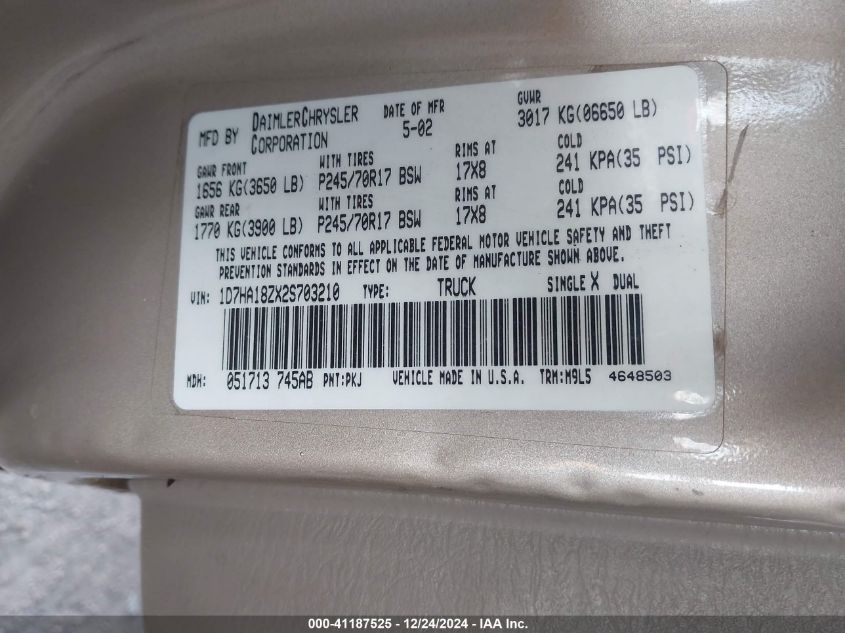 MFD BY DAIMLERCHRYSLER CORPORATION DATE OF MFR 5-02 GVWR 3017 KG(06650 LB)
GAWR FRONT WITH TIRES RIMS AT COLD
1656 KG(3650 LB) P245/70R17 BSW 17X8 241 KPA(35 PSI)
GAWR REAR WITH TIRES RIMS AT COLD
1770 KG(3900 LB) P245/70R17 BSW 17X8 241 KPA(35 PSI)
THIS VEHICLE CONFORMS TO ALL APPLICABLE FEDERAL MOTOR VEHICLE SAFETY AND THEFT
PREVENTION STANDARDS IN EFFECT ON THE DATE OF MANUFACTURE SHOWN ABOVE.
VIN: 1D7HA18ZX2S703210 TYPE: TRUCK SINGLE X DUAL
MDH: 051713 745AB PNT:PKJ VEHICLE MADE IN U.S.A. TRM:M9L5 4648503
000-41187525 - 12/24/2024 - IAA Inc.